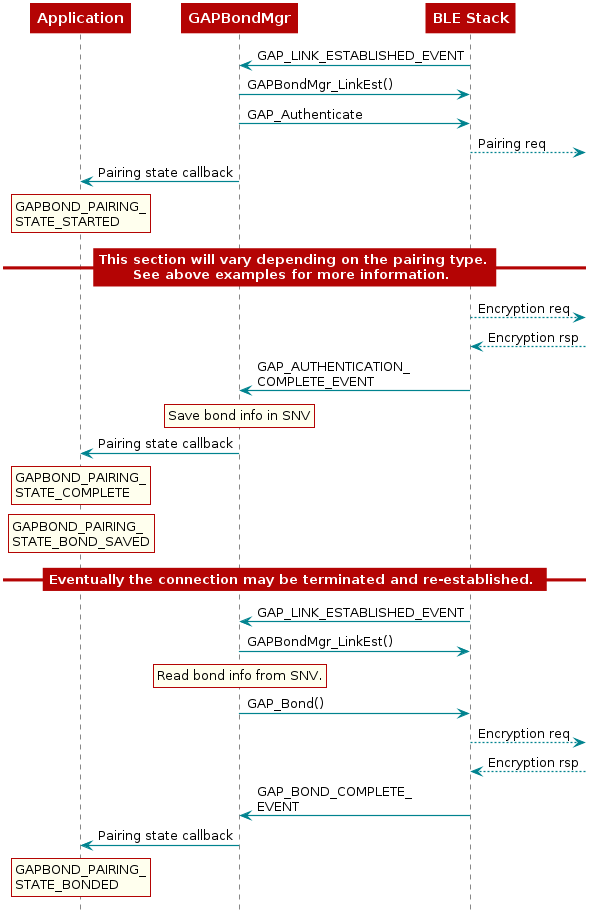 Application
GAPBondMgr
BLE Stack
GAP_LINK_ESTABLISHED_EVENT
GAPBondMgr_LinkEst()
GAP_Authenticate
Pairing req
Pairing state callback
GAPBOND_PAIRING_
STATE_STARTED
This section will vary depending on the pairing type.
See above examples for more information.
Encryption req
Encryption rsp
GAP_AUTHENTICATION_
COMPLETE_EVENT
Save bond info in SNV
Pairing state callback
GAPBOND_PAIRING_
STATE_COMPLETE
GAPBOND_PAIRING_
STATE_BOND_SAVED
Eventually the connection may be terminated and re-established.
GAP_LINK_ESTABLISHED_EVENT
GAPBondMgr_LinkEst()
Read bond info from SNV.
GAP_Bond()
Encryption req
Encryption rsp
GAP_BOND_COMPLETE_
EVENT
Pairing state callback
GAPBOND_PAIRING_
STATE_BONDED